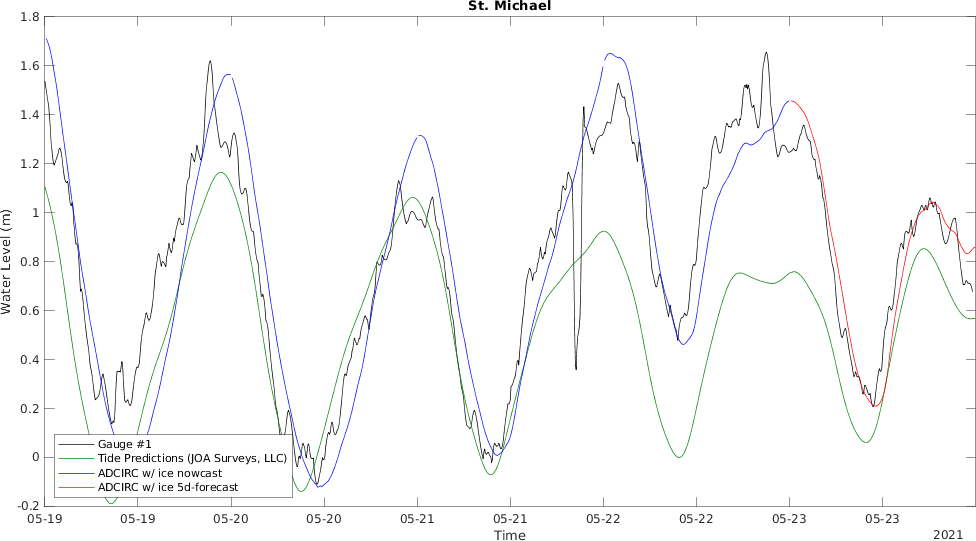 St. Michael
1.8
1.6
1.4
1.2
1
0.8
0.6
0.4
0.2
0
-0.2
Water Level (m)
Gauge #1
Tide Predictions (JOA Surveys, LLC)
ADCIRC w/ ice nowcast
ADCIRC w/ ice 5d-forecast
05-19 05-19 05-20 05-20 05-21 05-21 05-22 05-22 05-23 05-23
Time
2021